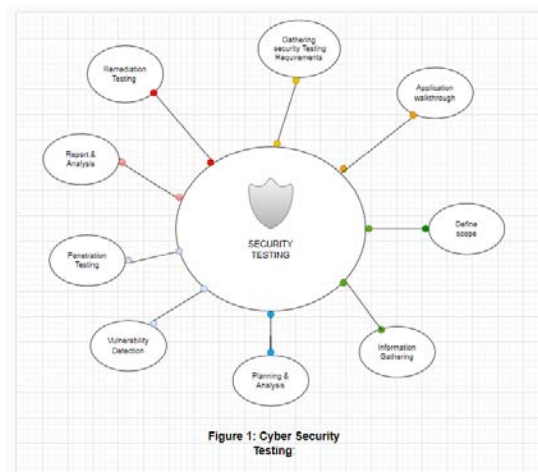 Gathering
security Testing
Requirements
Application
walkthrough
Define
scope
Information
Gathering
Planning &
Analysis
Vulnerability
Detection
Penetration
Testing
Report &
Analysis
Remediation
Testing
SECURITY
TESTING
Figure 1: Cyber Security
Testing: